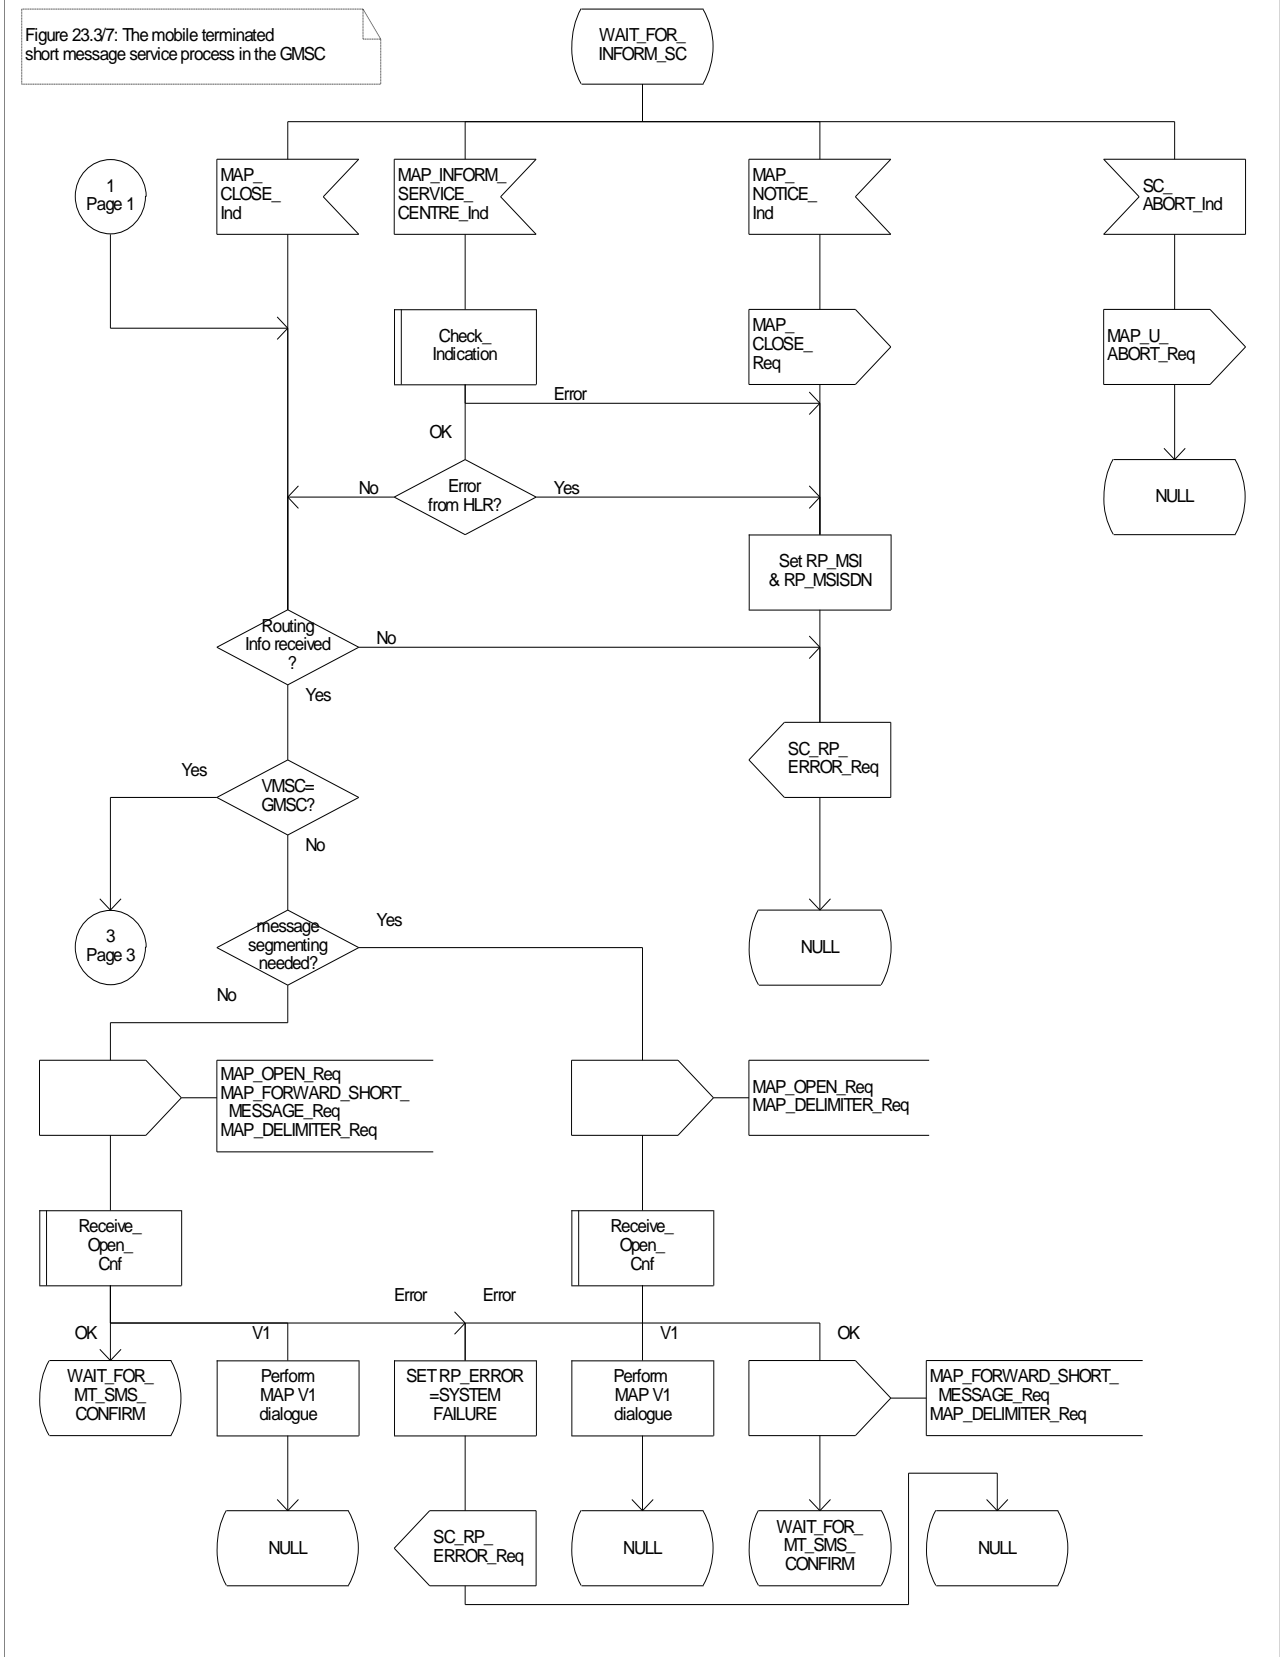 Figure 23.3/7: The mobile terminated
short message service process in the GMSC
WAIT_FOR_
INFORM_SC
1
Page 1
MAP_
CLOSE_
Ind
MAP_INFORM_
SERVICE_
CENTRE_Ind
MAP_
NOTICE_
Ind
SC_
ABORT_Ind
Check_
Indication
MAP_
CLOSE_
Req
MAP_U_
ABORT_Req
Error
OK
No
Error
from HLR?
Yes
NULL
Set RP_MSI
& RP_MSISDN
Routing
Info received
?
No
Yes
SC_RP_
ERROR_Req
Yes
VMSC=
GMSC?
No
3
Page 3
message
segmenting
needed?
Yes
NULL
No
MAP_OPEN_Req
MAP_FORWARD_SHORT_
MESSAGE_Req
MAP_DELIMITER_Req
MAP_OPEN_Req
MAP_DELIMITER_Req
Receive_
Open_
Cnf
Receive_
Open_
Cnf
Error
Error
OK
V1
V1
OK
WAIT_FOR_
MT_SMS_
CONFIRM
Perform
MAP V1
dialogue
SET RP_ERROR
=SYSTEM
FAILURE
Perform
MAP V1
dialogue
MAP_FORWARD_SHORT_
MESSAGE_Req
MAP_DELIMITER_Req
NULL
SC_RP_
ERROR_Req
NULL
WAIT_FOR_
MT_SMS_
CONFIRM
NULL